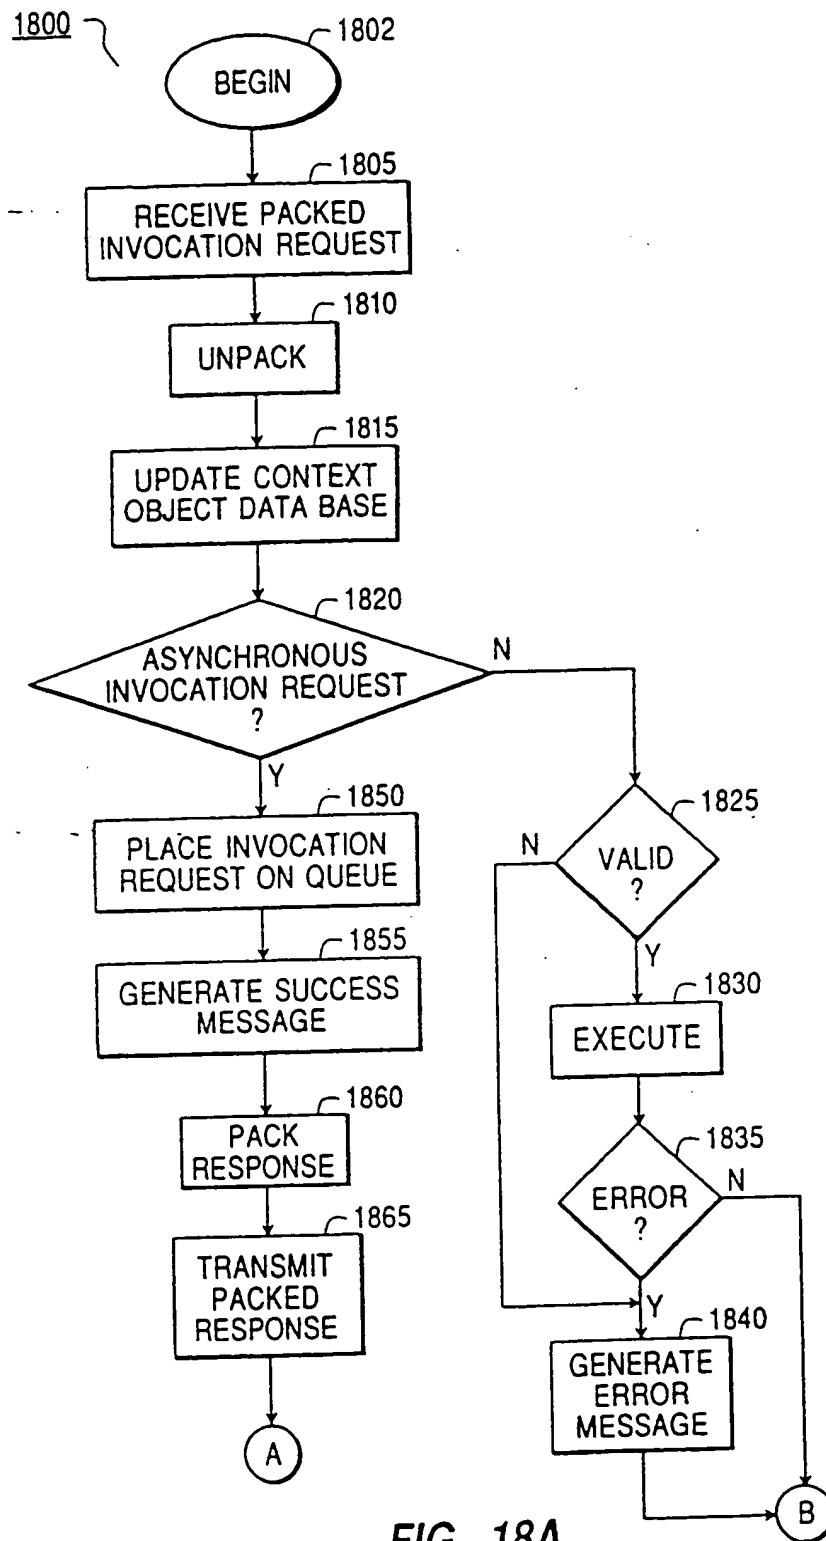 1800
1802
BEGIN
1805
RECEIVE PACKED
INVOCATION REQUEST
1810
UNPACK
1815
UPDATE CONTEXT
OBJECT DATA BASE
1820
ASYNCHRONOUS
INVOCATION REQUEST
?
N
Y
1850
PLACE INVOCATION
REQUEST ON QUEUE
1855
GENERATE SUCCESS
MESSAGE
1860
PACK
RESPONSE
1865
TRANSMIT
PACKED
RESPONSE
A
1825
VALID
?
N
Y
1830
EXECUTE
1835
ERROR
?
N
Y
1840
GENERATE
ERROR
MESSAGE
B
FIG. 18A